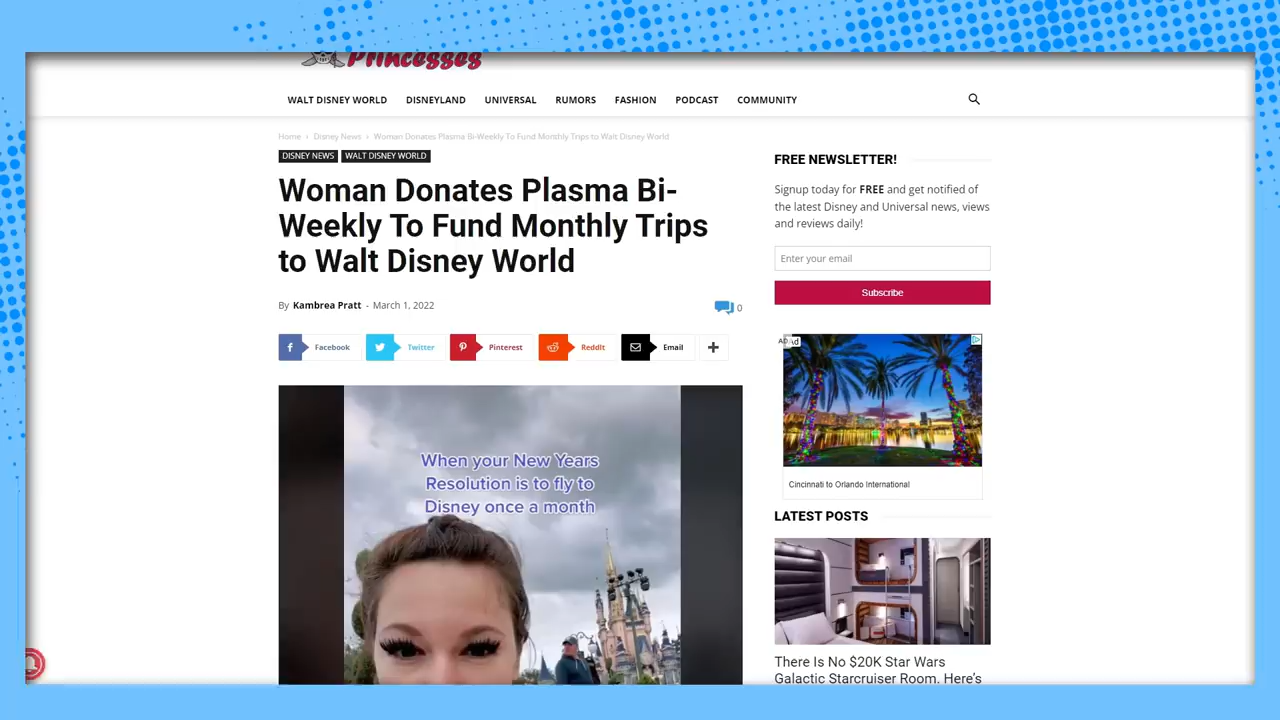 Princesses
WALT DISNEY WORLD DISNEYLAND UNIVERSAL RUMORS FASHION PODCAST COMMUNITY
Home › Disney News › Woman Donates Plasma Bi-Weekly To Fund Monthly Trips to Walt Disney World
DISNEY NEWS WALT DISNEY WORLD
Woman Donates Plasma Bi-
Weekly To Fund Monthly Trips
to Walt Disney World
By Kambrea Pratt - March 1, 2022
0
Facebook Twitter Pinterest ReddIt Email
When your New Years
Resolution is to fly to
Disney once a month
FREE NEWSLETTER!
Signup today for FREE and get notified of
the latest Disney and Universal news, views
and reviews daily!
Enter your email
Subscribe
AD Ad
Cincinnati to Orlando International
LATEST POSTS
There Is No $20K Star Wars
Galactic Starcruiser Room. Here's